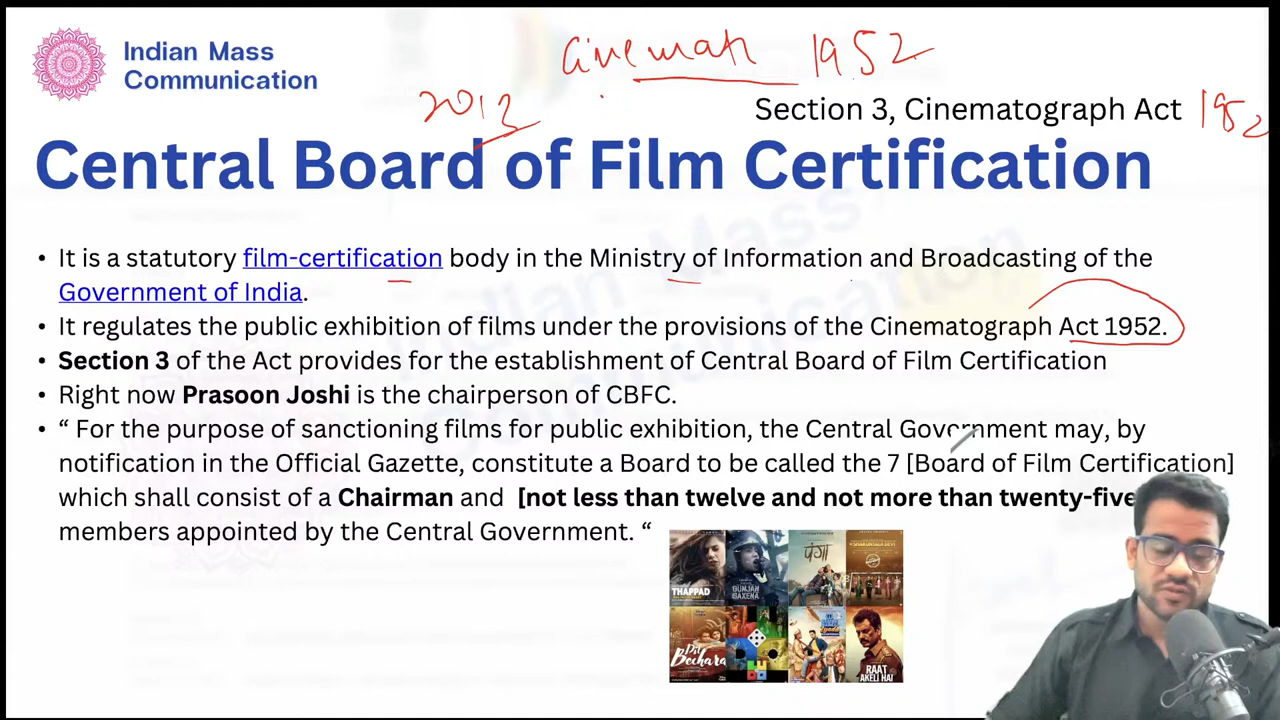 Indian Mass
Communication
Cinemato 1952
2013
Section 3, Cinematograph Act 1952
Central Board of Film Certification
• It is a statutory film-certification body in the Ministry of Information and Broadcasting of the
Government of India.
• It regulates the public exhibition of films under the provisions of the Cinematograph Act 1952.
• Section 3 of the Act provides for the establishment of Central Board of Film Certification
• Right now Prasoon Joshi is the chairperson of CBFC.
• “ For the purpose of sanctioning films for public exhibition, the Central Government may, by
notification in the Official Gazette, constitute a Board to be called the 7 [Board of Film Certification]
which shall consist of a Chairman and [not less than twelve and not more than twenty-five
members appointed by the Central Government. “
THAPPAD
GUNJAN
SAXENA
पंगा
SHAKUNTALA DEVI
Dil
Bechara
RAAT
AKELI HAI